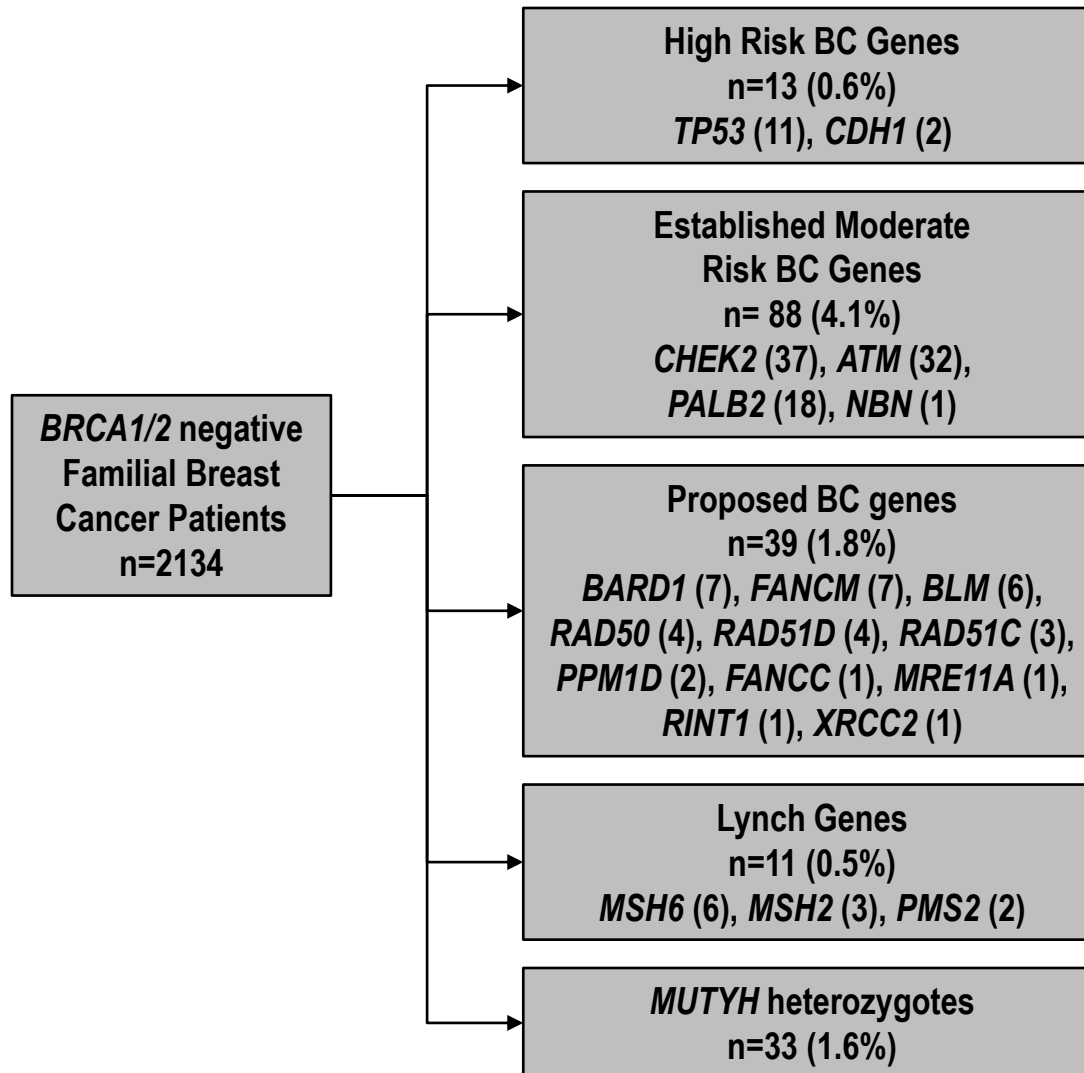 BRCA1/2 negative
Familial Breast
Cancer Patients
n=2134
High Risk BC Genes
n=13 (0.6%)
TP53 (11), CDH1 (2)
Established Moderate
Risk BC Genes
n= 88 (4.1%)
CHEK2 (37), ATM (32),
PALB2 (18), NBN (1)
Proposed BC genes
n=39 (1.8%)
BARD1 (7), FANCM (7), BLM (6),
RAD50 (4), RAD51D (4), RAD51C (3),
PPM1D (2), FANCC (1), MRE11A (1),
RINT1 (1), XRCC2 (1)
Lynch Genes
n=11 (0.5%)
MSH6 (6), MSH2 (3), PMS2 (2)
MUTYH heterozygotes
n=33 (1.6%)